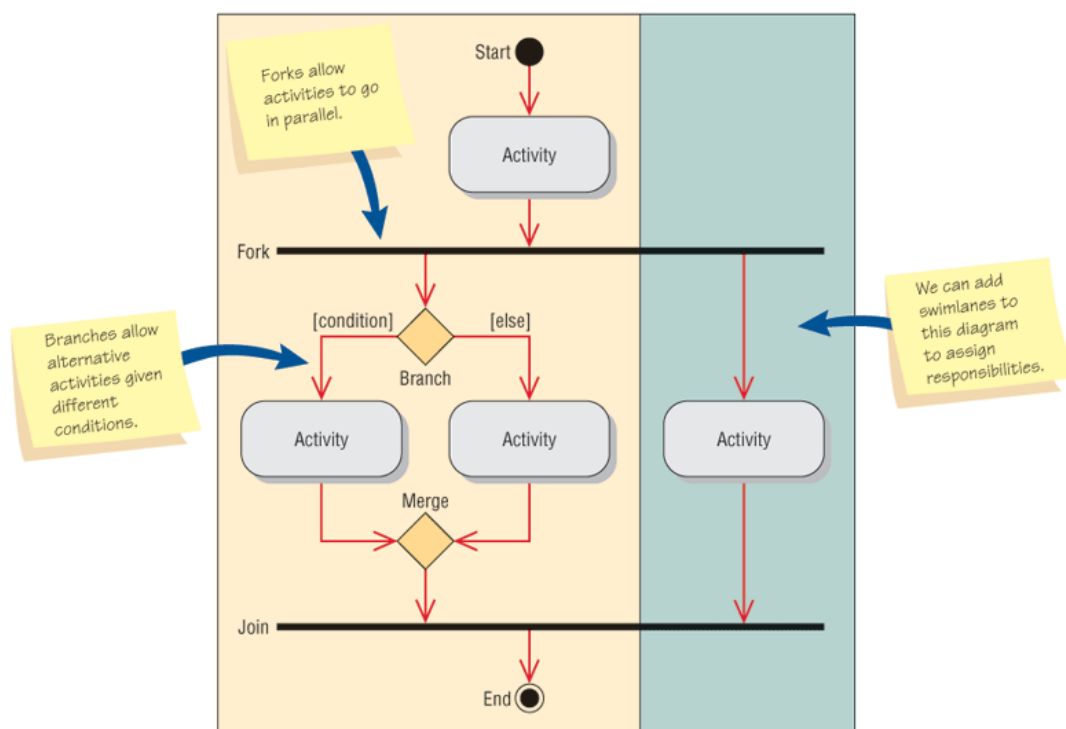 Forks allow
activities to go
in parallel.
Start
Activity
Fork
[condition]
[else]
Branch
Branches allow
alternative
activities given
different
conditions.
We can add
swimlanes to
this diagram
to assign
responsibilities.
Activity
Activity
Activity
Merge
Join
End